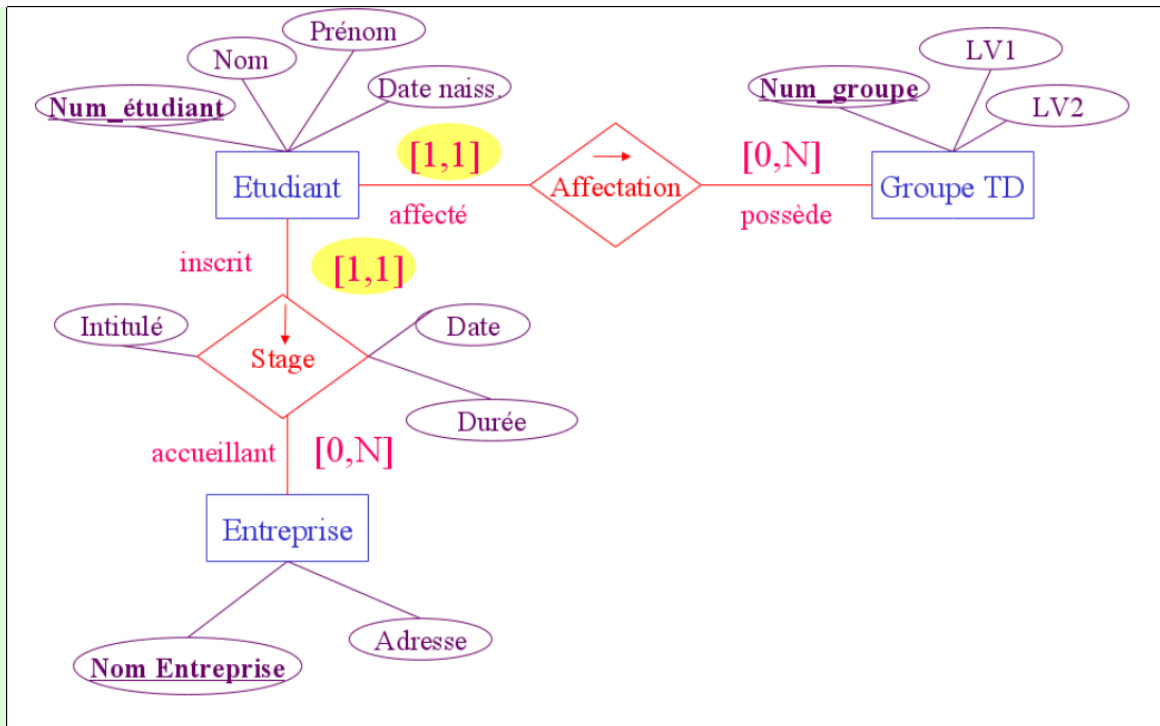 Prénom
Nom
LV1
Date naiss.
Num_groupe
Num_étudiant
LV2
[1,1]
[0,N]
Etudiant
Affectation
Groupe TD
affecté
possède
inscrit
[1,1]
Intitulé
Date
Stage
Durée
accueillant
[0,N]
Entreprise
Adresse
Nom Entreprise